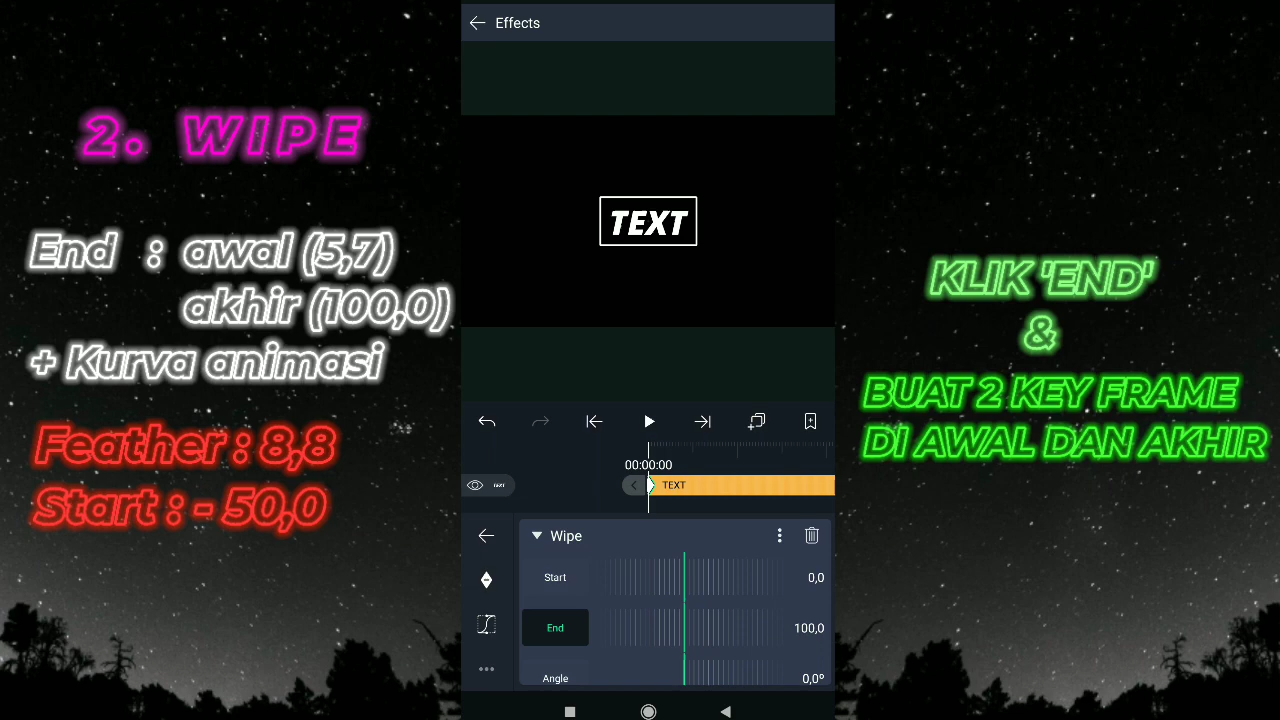 2. WIPE
End : awal (5,7)
akhir (100,0)
+ Kurva animasi
Feather : 8,8
Start : - 50,0
Effects
TEXT
00:00:00
TEXT
TEXT
Wipe
Start 0,0
End 100,0
Angle 0,0º
KLIK 'END'
&
BUAT 2 KEY FRAME
DI AWAL DAN AKHIR